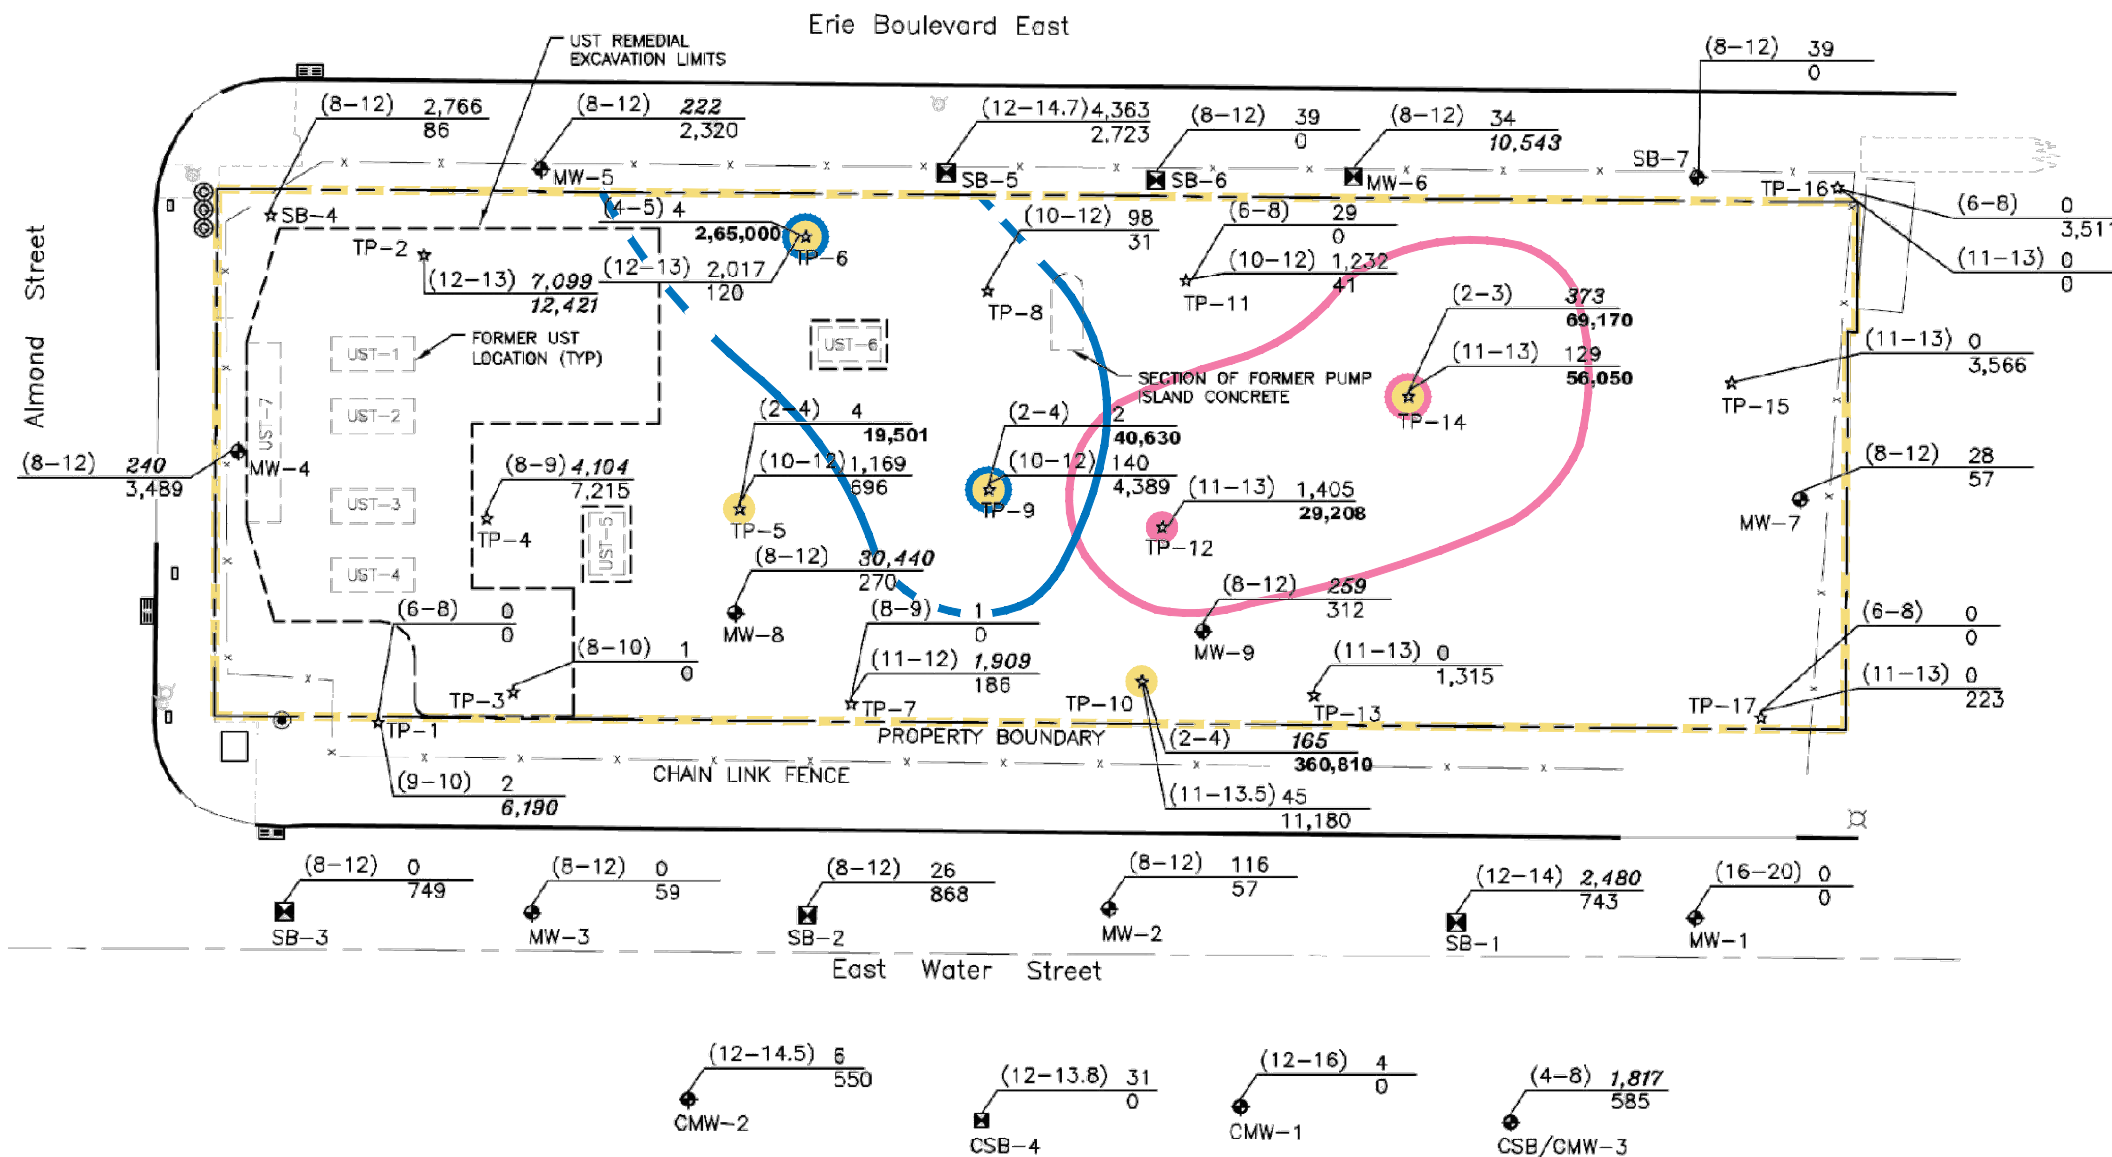 Erie Boulevard East
UST REMEDIAL
EXCAVATION LIMITS
(8-12) 39
0
(8-12) 2,766
86
(8-12) 222
2,320
(12-14.7) 4,363
2,723
(8-12) 39
0
(8-12) 34
10,543
SB-7
MW-5
SB-5
SB-6
MW-6
TP-16
SB-4
(4-5) 4
2,65,000
TP-6
(10-12) 98
31
(6-8) 29
0
(6-8) 0
3,511
TP-2
(12-13) 7,099
12,421
(12-13) 2,017
120
TP-8
(10-12) 1,232
41
TP-11
(11-13) 0
0
(2-3) 373
69,170
Almond Street
UST-1
FORMER UST
LOCATION (TYP)
UST-6
(11-13) 129
56,050
(11-13) 0
3,566
SECTION OF FORMER PUMP
ISLAND CONCRETE
TP-14
TP-15
UST-2
UST-7
(2-4) 4
19,501
(2-4) 2
40,630
(8-12) 240
3,489
MW-4
(8-9) 4,104
7,215
(10-12) 1,169
696
(10-12) 140
4,389
(8-12) 28
57
UST-3
(11-13) 1,405
29,208
TP-9
TP-5
TP-4
UST-5
TP-12
MW-7
UST-4
(8-12) 30,440
270
(8-12) 259
312
(6-8) 0
0
MW-8
(8-9) 1
0
MW-9
(6-8) 0
0
(8-10) 1
0
(11-12) 1,909
186
(11-13) 0
1,315
(11-13) 0
223
TP-3
TP-7
TP-10
TP-13
TP-17
TP-1
PROPERTY BOUNDARY
(2-4) 165
360,810
CHAIN LINK FENCE
(9-10) 2
6,190
(11-13.5) 45
11,180
(8-12) 0
749
(8-12) 0
59
(8-12) 26
868
(8-12) 116
57
(12-14) 2,480
743
(16-20) 0
0
SB-3
MW-3
SB-2
MW-2
SB-1
MW-1
East Water Street
(12-14.5) 6
550
(12-13.8) 31
0
(12-16) 4
0
(4-8) 1,817
585
CMW-2
CSB-4
CMW-1
CSB/CMW-3